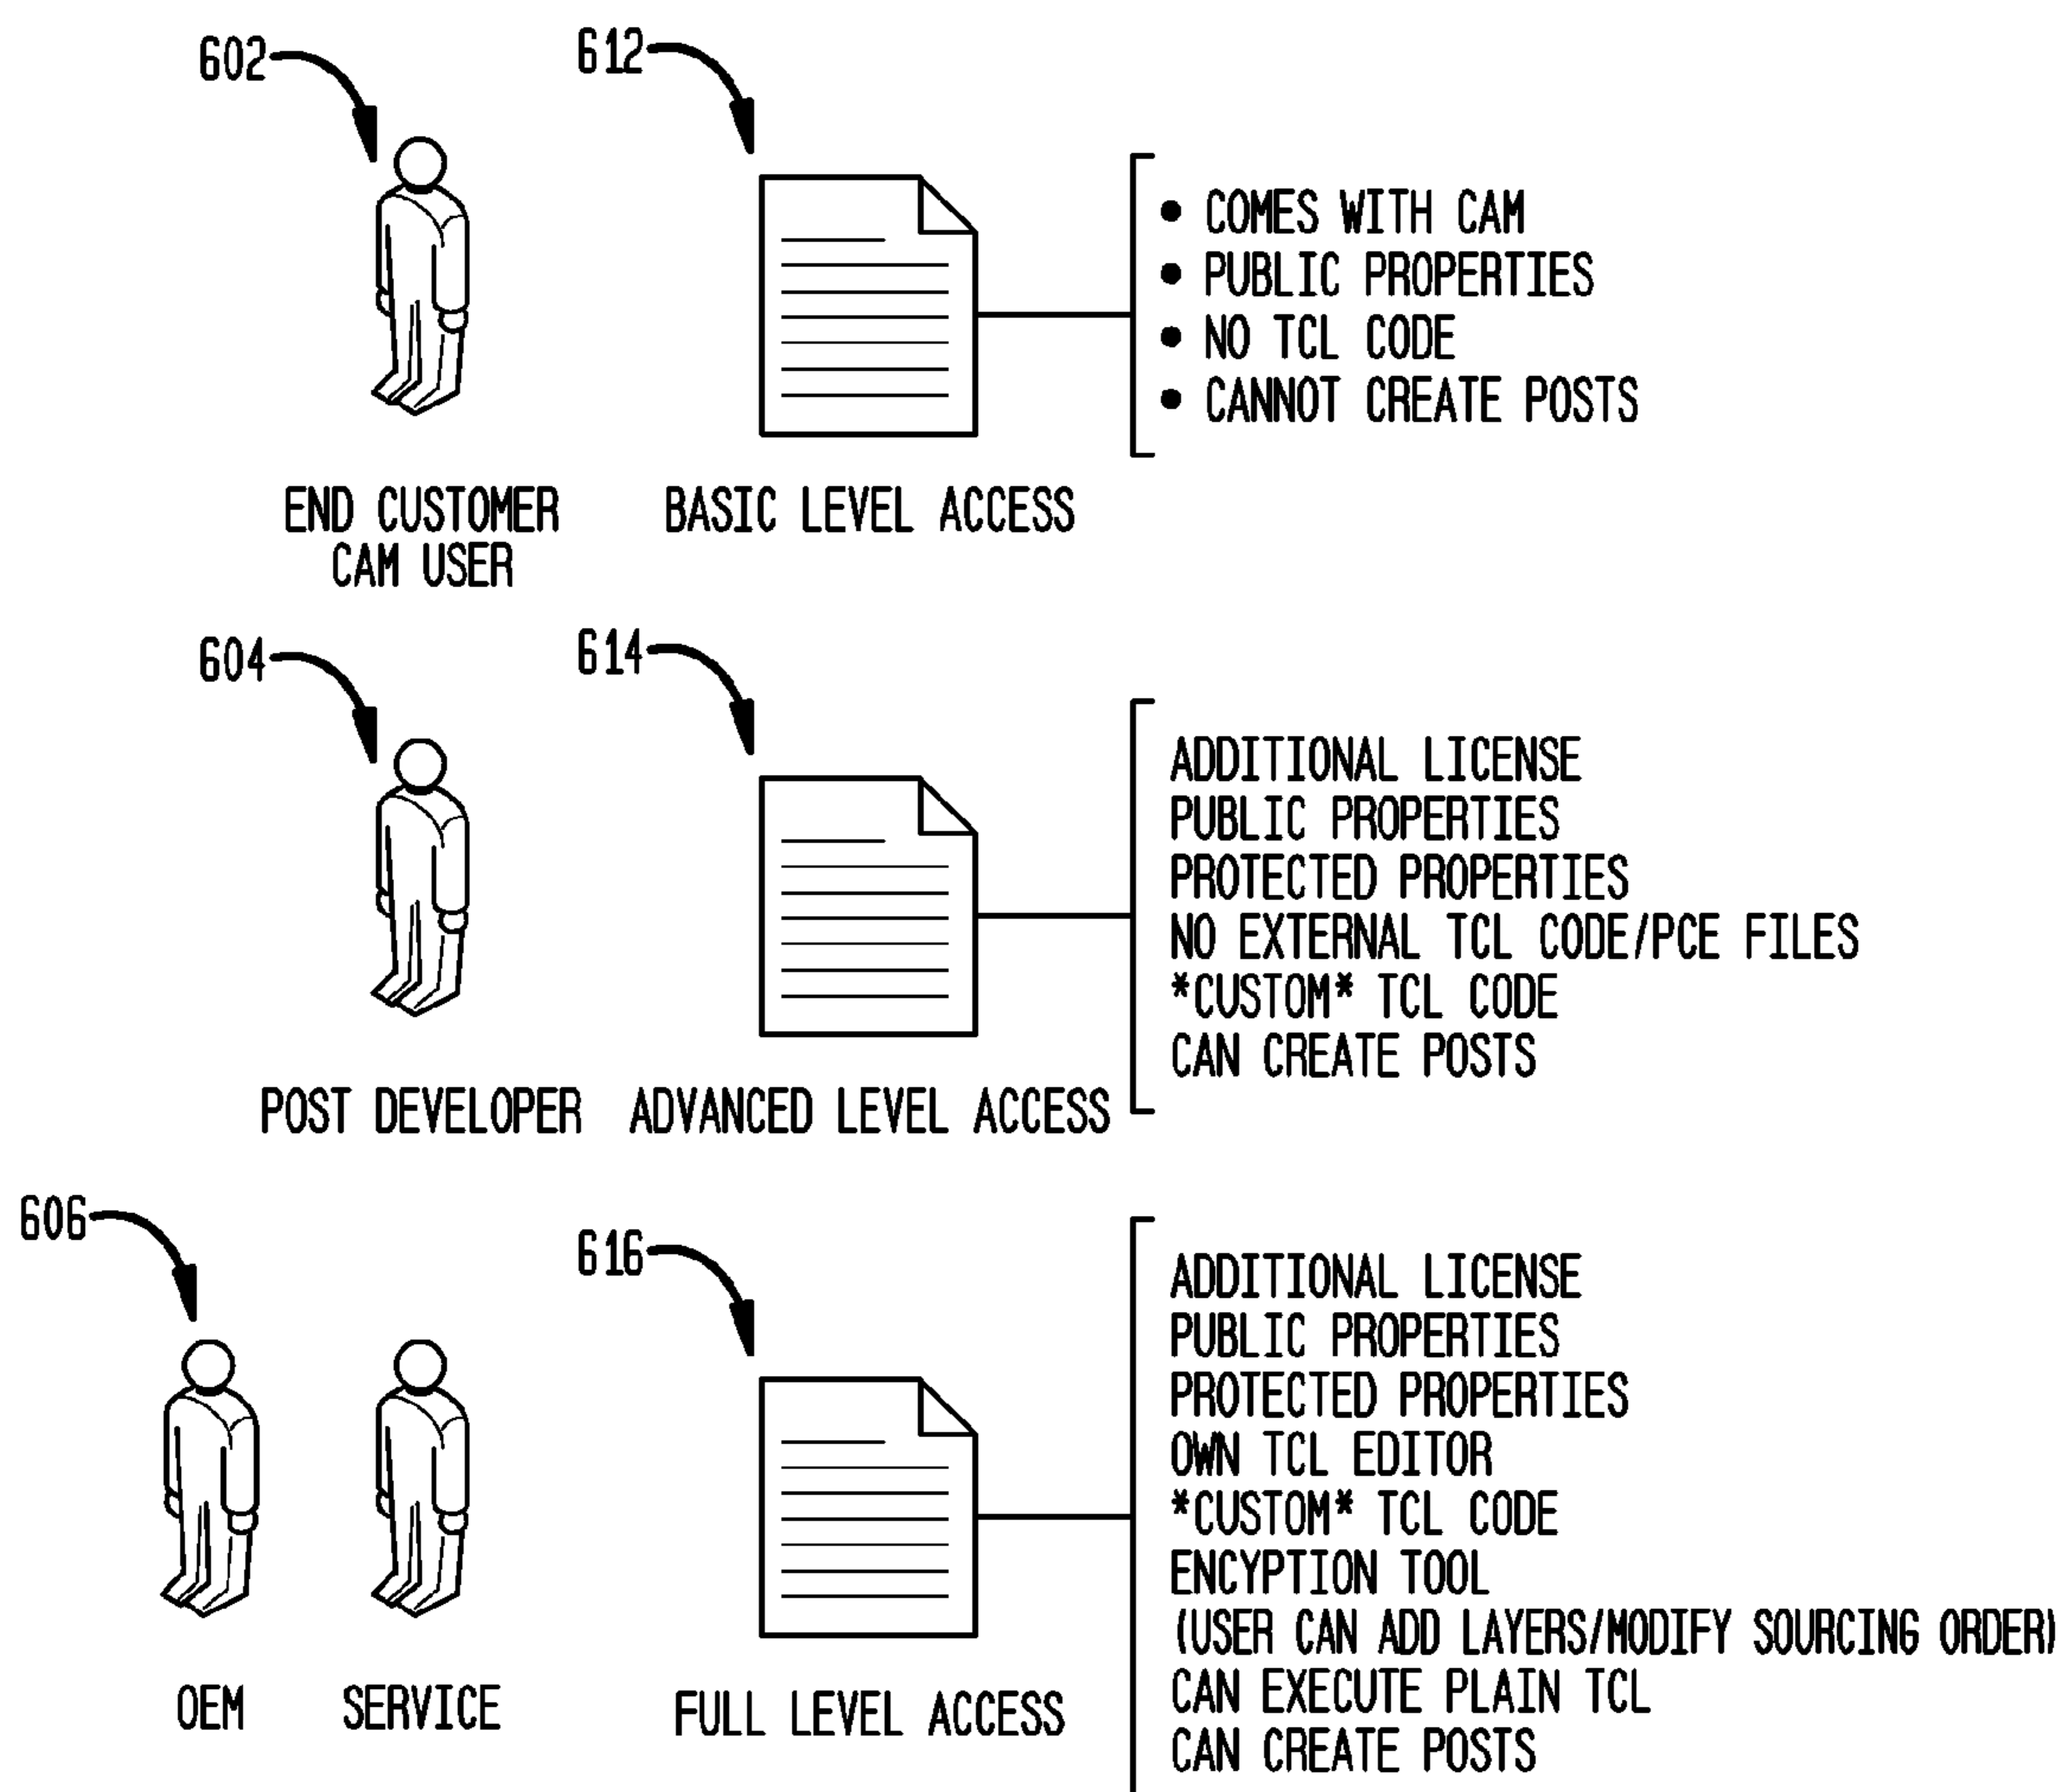 602
612
• COMES WITH CAM
• PUBLIC PROPERTIES
• NO TCL CODE
• CANNOT CREATE POSTS
END CUSTOMER
CAM USER
BASIC LEVEL ACCESS
604
614
ADDITIONAL LICENSE
PUBLIC PROPERTIES
PROTECTED PROPERTIES
NO EXTERNAL TCL CODE/PCE FILES
*CUSTOM* TCL CODE
CAN CREATE POSTS
POST DEVELOPER
ADVANCED LEVEL ACCESS
606
616
ADDITIONAL LICENSE
PUBLIC PROPERTIES
PROTECTED PROPERTIES
OWN TCL EDITOR
*CUSTOM* TCL CODE
ENCYPTION TOOL
(USER CAN ADD LAYERS/MODIFY SOURCING ORDER)
CAN EXECUTE PLAIN TCL
CAN CREATE POSTS
OEM
SERVICE
FULL LEVEL ACCESS